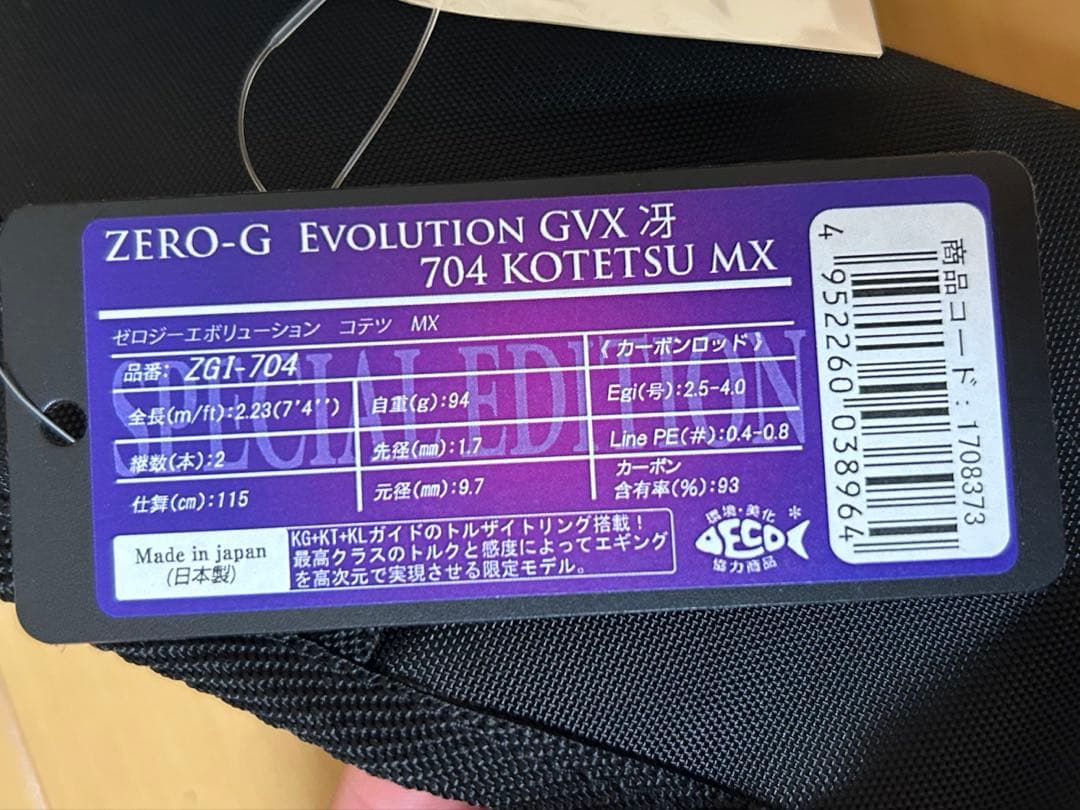 ZERO-G EVOLUTION GVX 冴
704 KOTETSU MX
ゼロジーエボリューション コテツ MX
SPECIAL EDITION
品番: ZGI-704
《カーボンロッド》
全長(m/ft):2.23(7'4'')
自重(g):94
Egi(号):2.5-4.0
継数(本):2
先径(mm):1.7
Line PE(#):0.4-0.8
仕舞(cm):115
元径(mm):9.7
カーボン
含有率(%):93
Made in japan
(日本製)
KG+KT+KLガイドのトルザイトリング搭載!
最高クラスのトルクと感度によってエギング
を高次元で実現させる限定モデル。
環境・美化
DECO
*
協力商品
商品コード:1708373
4 952260 038964